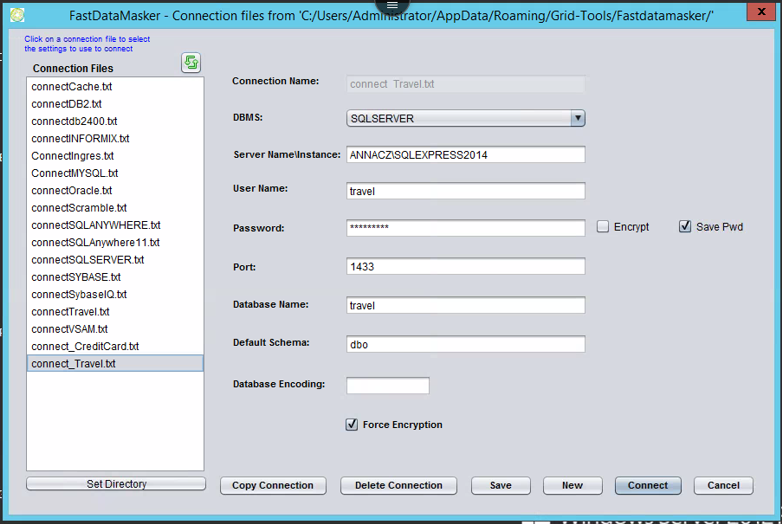 FastDataMasker - Connection files from 'C:/Users/Administrator/AppData/Roaming/Grid-Tools/Fastdatamasker/'
x
Click on a connection file to select
the settings to use to connect
Connection Files
connectCache.txt
connectDB2.txt
connectdb2400.txt
connectINFORMIX.txt
ConnectIngres.txt
ConnectMYSQL.txt
connectOracle.txt
connectScramble.txt
connectSQLANYWHERE.txt
connectSQLAnywhere11.txt
connectSQLSERVER.txt
connectSYBASE.txt
connectSybaseIQ.txt
connectTravel.txt
connectVSAM.txt
connect_CreditCard.txt
connect_Travel.txt
Set Directory
Connection Name: connect_Travel.txt
DBMS: SQLSERVER
Server Name\Instance: ANNACZ\SQLEXPRESS2014
User Name: travel
Password: ********* Encrypt Save Pwd
Port: 1433
Database Name: travel
Default Schema: dbo
Database Encoding:
Force Encryption
Copy Connection Delete Connection Save New Connect Cancel